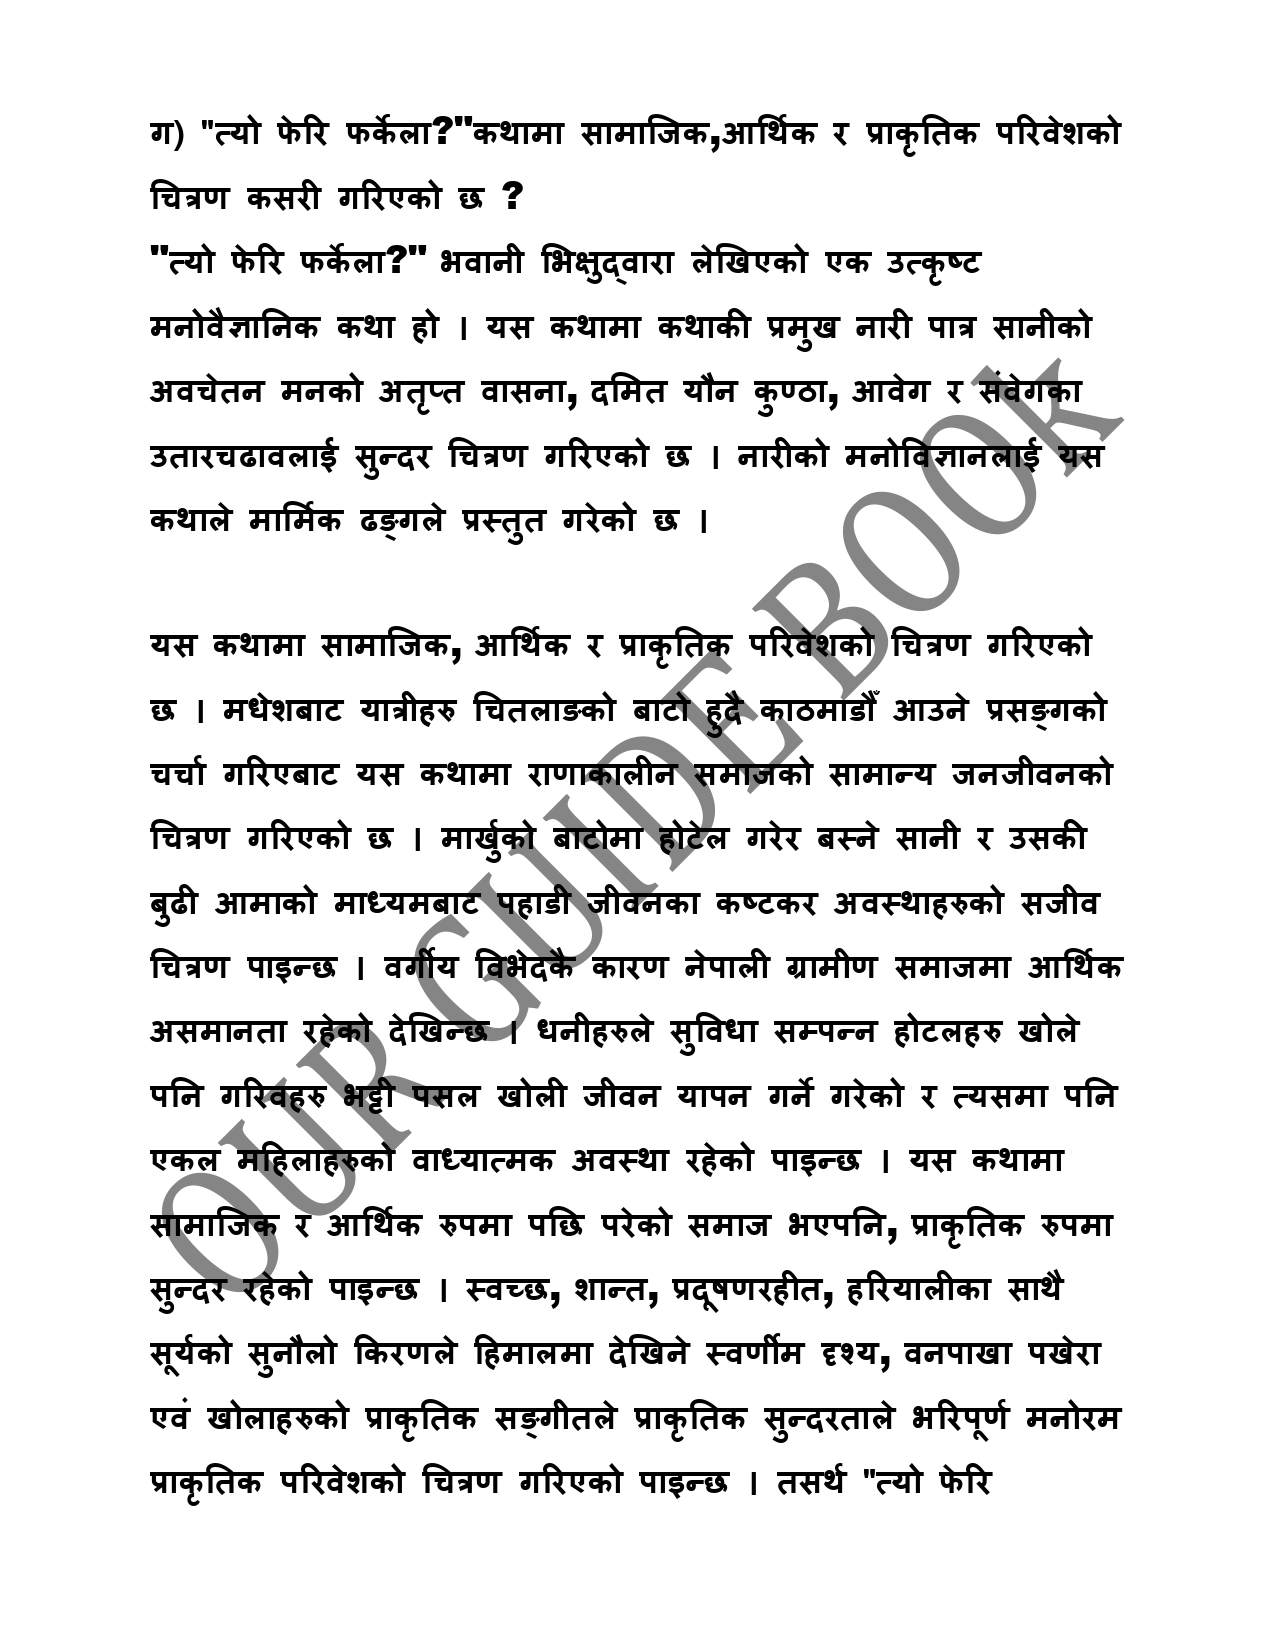 ग) "त्यो फेरि फर्केला?"कथामा सामाजिक,आर्थिक र प्राकृतिक परिवेशको
चित्रण कसरी गरिएको छ ?
"त्यो फेरि फर्केला?" भवानी भिक्षुद्वारा लेखिएको एक उत्कृष्ट
मनोवैज्ञानिक कथा हो । यस कथामा कथाकी प्रमुख नारी पात्र सानीको
अवचेतन मनको अतृप्त वासना, दमित यौन कुण्ठा, आवेग र संवेगका
उतारचढावलाई सुन्दर चित्रण गरिएको छ । नारीको मनोविज्ञानलाई यस
कथाले मार्मिक ढङ्गले प्रस्तुत गरेको छ ।
यस कथामा सामाजिक, आर्थिक र प्राकृतिक परिवेशको चित्रण गरिएको
छ । मधेशबाट यात्रीहरु चितलाङको बाटो हुदै काठमाडौँ आउने प्रसङ्गको
चर्चा गरिएबाट यस कथामा राणाकालीन समाजको सामान्य जनजीवनको
चित्रण गरिएको छ । मार्खुको बाटोमा होटेल गरेर बस्ने सानी र उसकी
बुढी आमाको माध्यमबाट पहाडी जीवनका कष्टकर अवस्थाहरुको सजीव
चित्रण पाइन्छ । वर्गीय विभेदकै कारण नेपाली ग्रामीण समाजमा आर्थिक
असमानता रहेको देखिन्छ । धनीहरुले सुविधा सम्पन्न होटलहरु खोले
पनि गरिवहरु भट्टी पसल खोली जीवन यापन गर्ने गरेको र त्यसमा पनि
एकल महिलाहरुको वाध्यात्मक अवस्था रहेको पाइन्छ । यस कथामा
सामाजिक र आर्थिक रुपमा पछि परेको समाज भएपनि, प्राकृतिक रुपमा
सुन्दर रहेको पाइन्छ । स्वच्छ, शान्त, प्रदूषणरहीत, हरियालीका साथै
सूर्यको सुनौलो किरणले हिमालमा देखिने स्वर्णीम दृश्य, वनपाखा पखेरा
एवं खोलाहरुको प्राकृतिक सङ्गीतले प्राकृतिक सुन्दरताले भरिपूर्ण मनोरम
प्राकृतिक परिवेशको चित्रण गरिएको पाइन्छ । तसर्थ "त्यो फेरि
OUR GUIDE BOOk